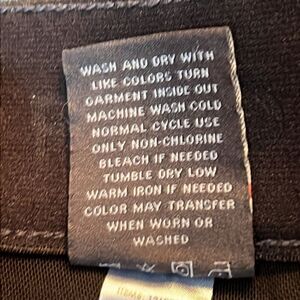 WASH AND DRY WITH
LIKE COLORS TURN
GARMENT INSIDE OUT
MACHINE WASH COLD
NORMAL CYCLE USE
ONLY NON-CHLORINE
BLEACH IF NEEDED
TUMBLE DRY LOW
WARM IRON IF NEEDED
COLOR MAY TRANSFER
WHEN WORN OR
WASHED